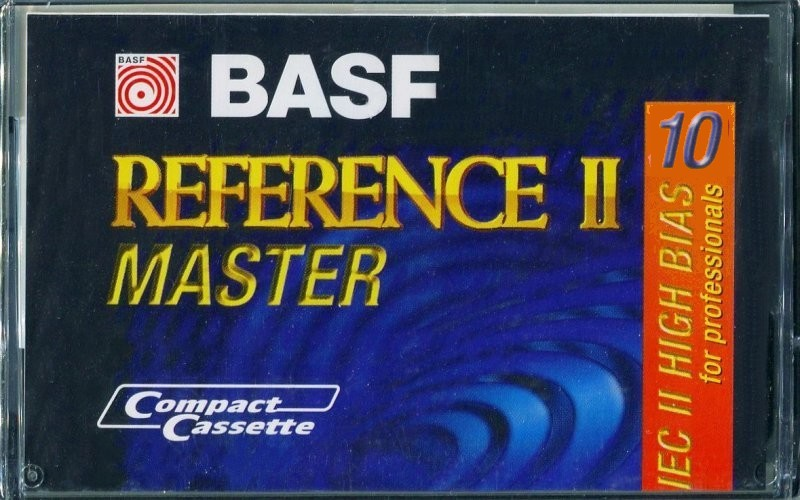 BASF
BASF
REFERENCE II
MASTER
Compact
Cassette
10
IEC II HIGH BIAS
for professionals